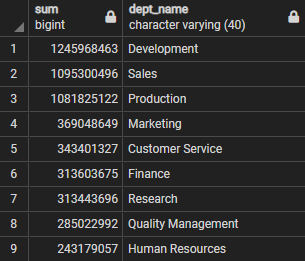 sum dept_name
bigint character varying (40)
1 1245968463 Development
2 1095300496 Sales
3 1081825122 Production
4 369048649 Marketing
5 343401327 Customer Service
6 313603675 Finance
7 313443696 Research
8 285022992 Quality Management
9 243179057 Human Resources